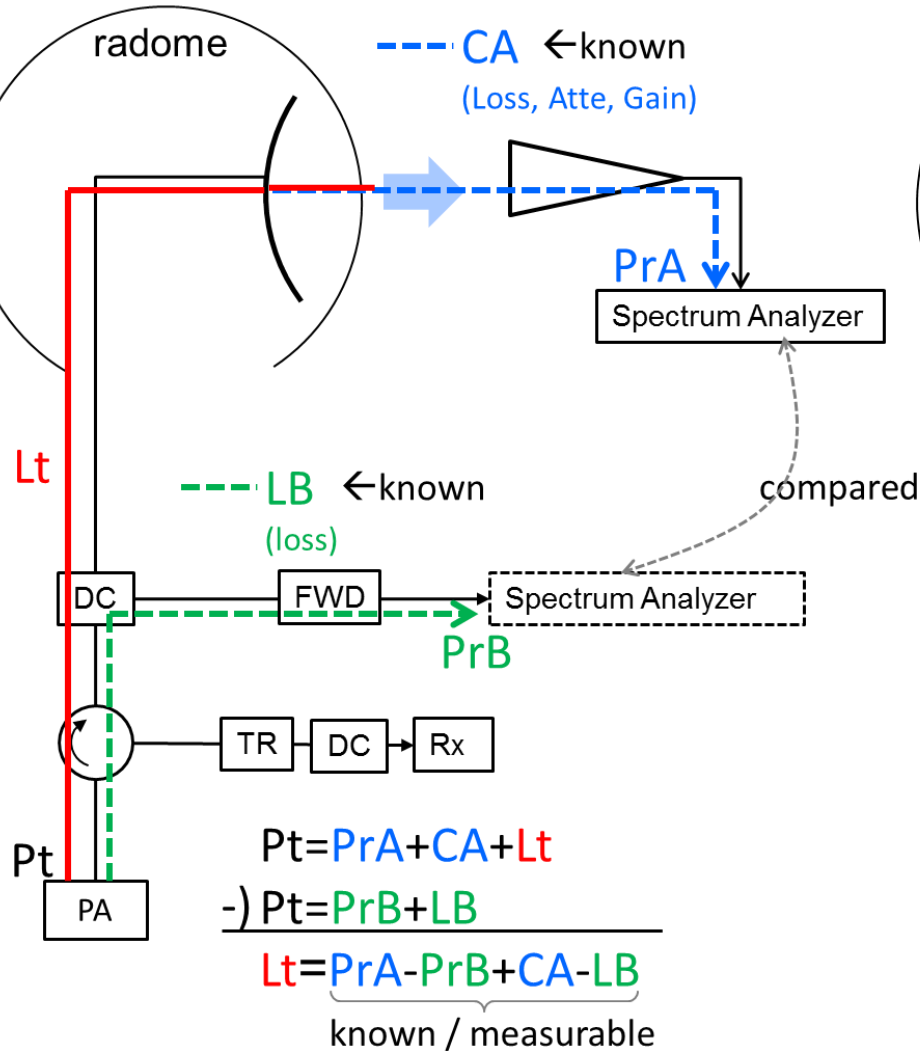 radome
CA ←known
(Loss, Atte, Gain)
PrA
Spectrum Analyzer
Lt
LB ←known
(loss)
compared
DC
FWD
Spectrum Analyzer
PrB
TR
DC
Rx
Pt
PA
Pt=PrA+CA+Lt
-) Pt=PrB+LB
Lt=PrA-PrB+CA-LB
known / measurable